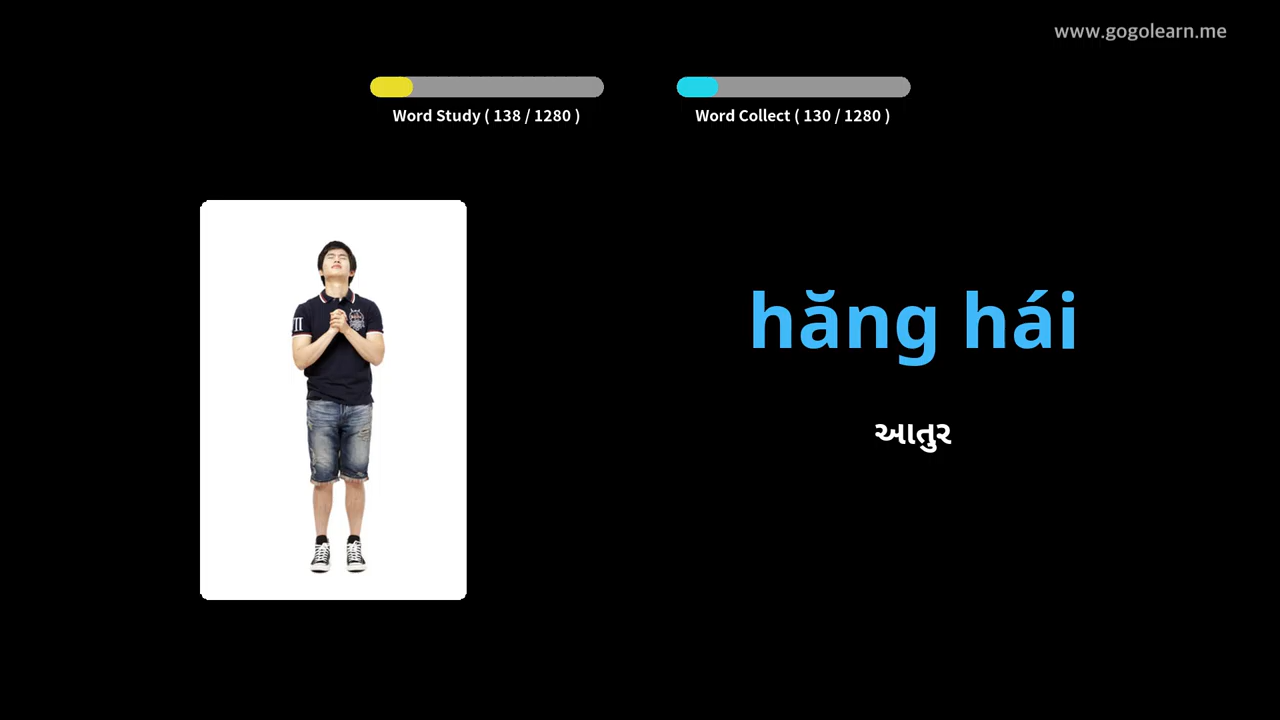 www.gogolearn.me
Word Study ( 138 / 1280 )
Word Collect ( 130 / 1280 )
hăng hái
આતુર